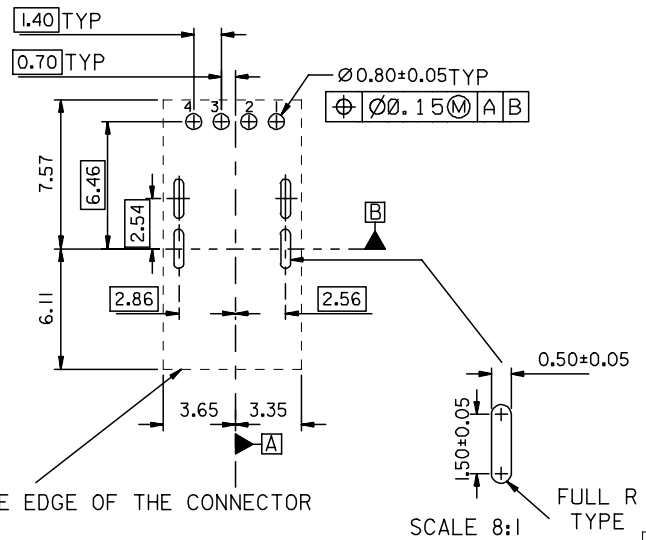 1.40 TYP
0.70 TYP
Ø0.80±0.05TYP
⌖ Ø0.15Ⓜ A B
4 3 2 1
7.57
6.46
2.54
B
6.11
2.86
2.56
0.50±0.05
3.65 3.35
1.50±0.05
A
E EDGE OF THE CONNECTOR
FULL R
TYPE
SCALE 8:1